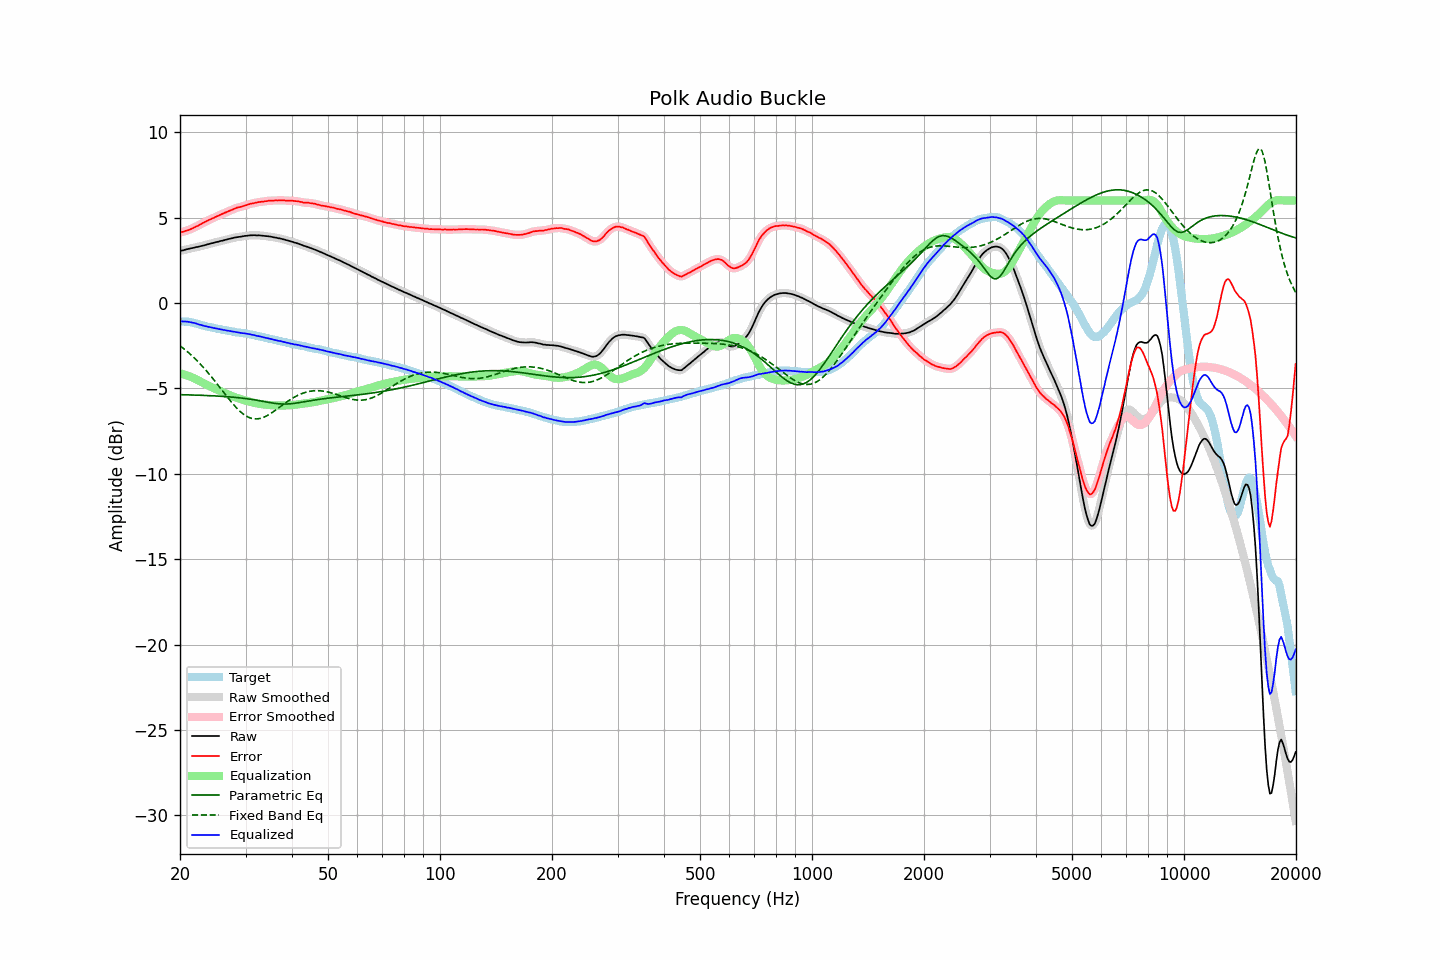 Polk Audio Buckle
10
5
0
−5
−10
−15
−20
−25
−30
Amplitude (dBr)
Target
Raw Smoothed
Error Smoothed
Raw
Error
Equalization
Parametric Eq
Fixed Band Eq
Equalized
20 50 100 200 500 1000 2000 5000 10000 20000
Frequency (Hz)